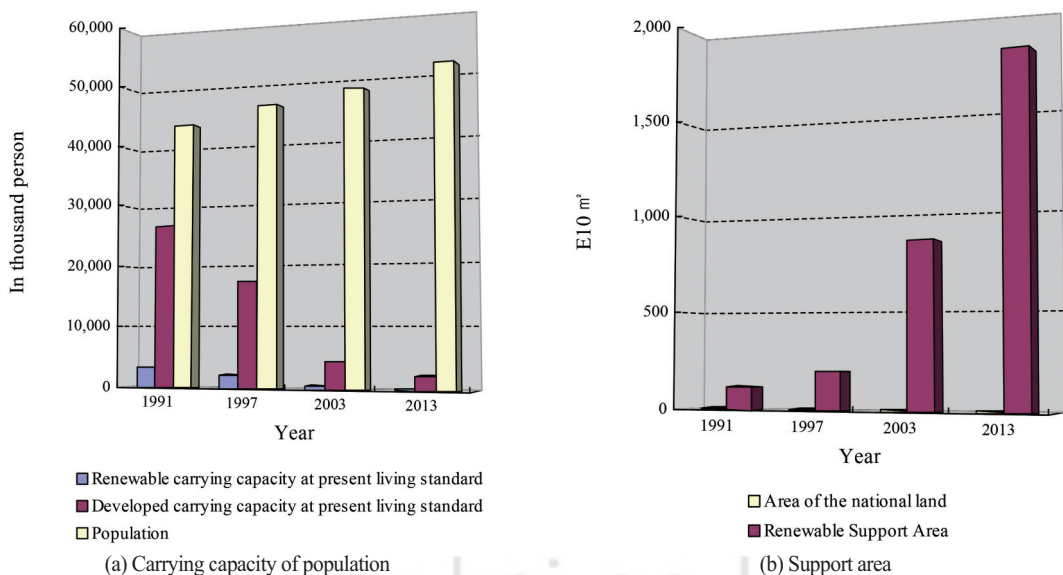 60,000
50,000
40,000
30,000
20,000
10,000
0
In thousand person
1991
1997
2003
2013
Year
Renewable carrying capacity at present living standard
Developed carrying capacity at present living standard
Population
(a) Carrying capacity of population
2,000
1,500
1,000
500
0
E10 ㎡
1991
1997
2003
2013
Year
Area of the national land
Renewable Support Area
(b) Support area